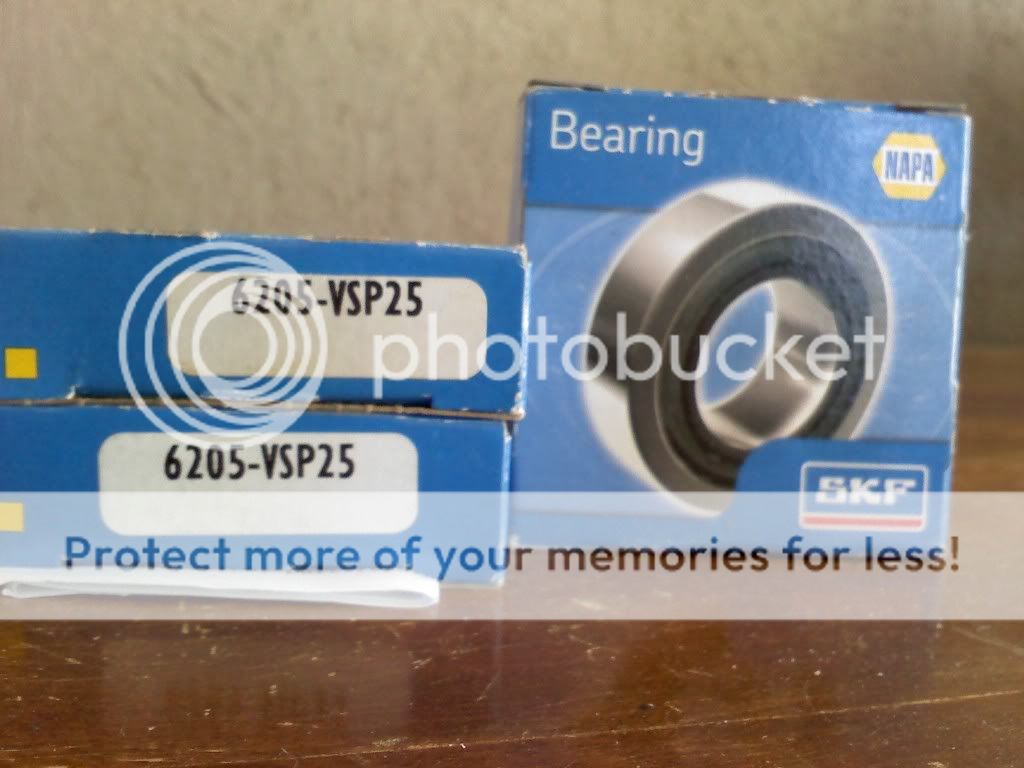 Bearing
NAPA
6205-VSP25
photobucket
6205-VSP25
SKF
Protect more of your memories for less!